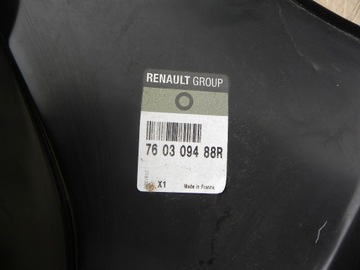 RENAULT GROUP
76 03 094 88R
X1 Made in France